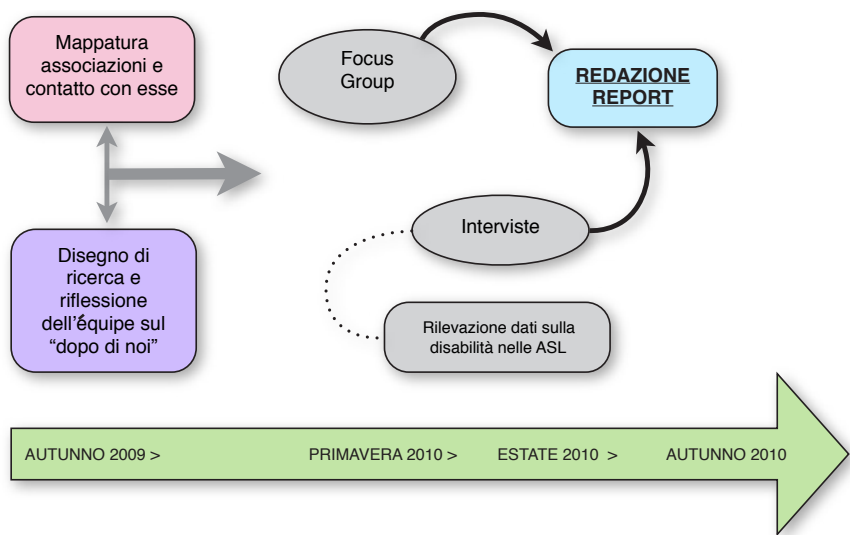 Mappatura
associazioni e
contatto con esse
Focus
Group
REDAZIONE
REPORT
Interviste
Disegno di
ricerca e
riflessione
dell'équipe sul
“dopo di noi”
Rilevazione dati sulla
disabilità nelle ASL
AUTUNNO 2009 >
PRIMAVERA 2010 >
ESTATE 2010 >
AUTUNNO 2010